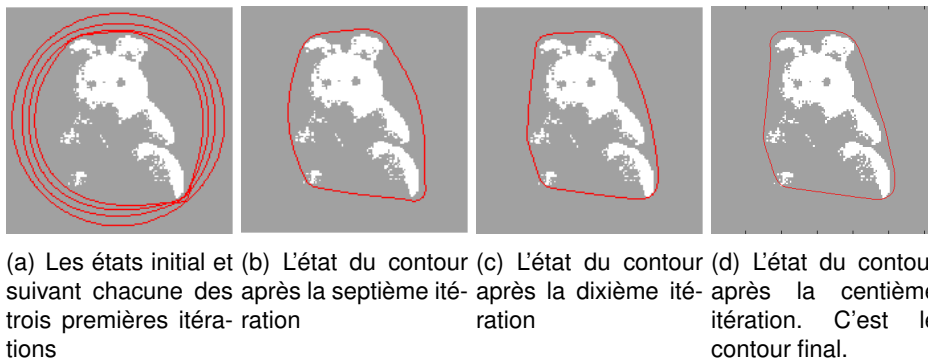 (a) Les états initial et
suivant chacune des
trois premières itéra-
tions
(b) L'état du contour
après la septième ité-
ration
(c) L'état du contour
après la dixième ité-
ration
(d) L'état du contou
après la centième
itération. C'est le
contour final.